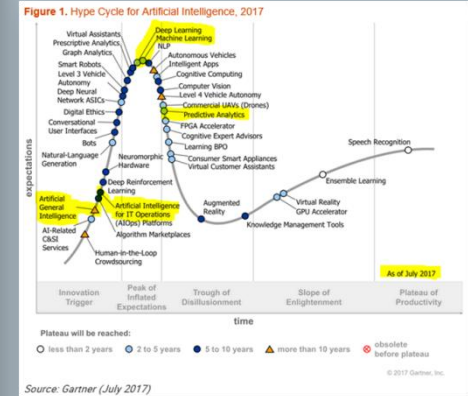 Figure 1. Hype Cycle for Artificial Intelligence, 2017
expectations
Virtual Assistants
Prescriptive Analytics
Graph Analytics
Smart Robots
Level 3 Vehicle
Autonomy
Deep Neural
Network ASICs
Digital Ethics
Conversational
User Interfaces
Bots
Natural-Language
Generation
Artificial
General
Intelligence
AI-Related
C&SI
Services
Deep Learning
Machine Learning
NLP
Autonomous Vehicles
Intelligent Apps
Cognitive Computing
Computer Vision
Level 4 Vehicle Autonomy
Commercial UAVs (Drones)
Predictive Analytics
FPGA Accelerator
Cognitive Expert Advisors
Learning BPO
Consumer Smart Appliances
Virtual Customer Assistants
Neuromorphic
Hardware
Deep Reinforcement
Learning
Artificial Intelligence
for IT Operations
(AIOps) Platforms
Algorithm Marketplaces
Human-in-the-Loop
Crowdsourcing
Augmented
Reality
Knowledge Management Tools
Virtual Reality
GPU Accelerator
Ensemble Learning
Speech Recognition
As of July 2017
Innovation
Trigger
Peak of
Inflated
Expectations
Trough of
Disillusionment
Slope of
Enlightenment
Plateau of
Productivity
time
Plateau will be reached:
less than 2 years
2 to 5 years
5 to 10 years
more than 10 years
obsolete
before plateau
© 2017 Gartner, Inc.
Source: Gartner (July 2017)